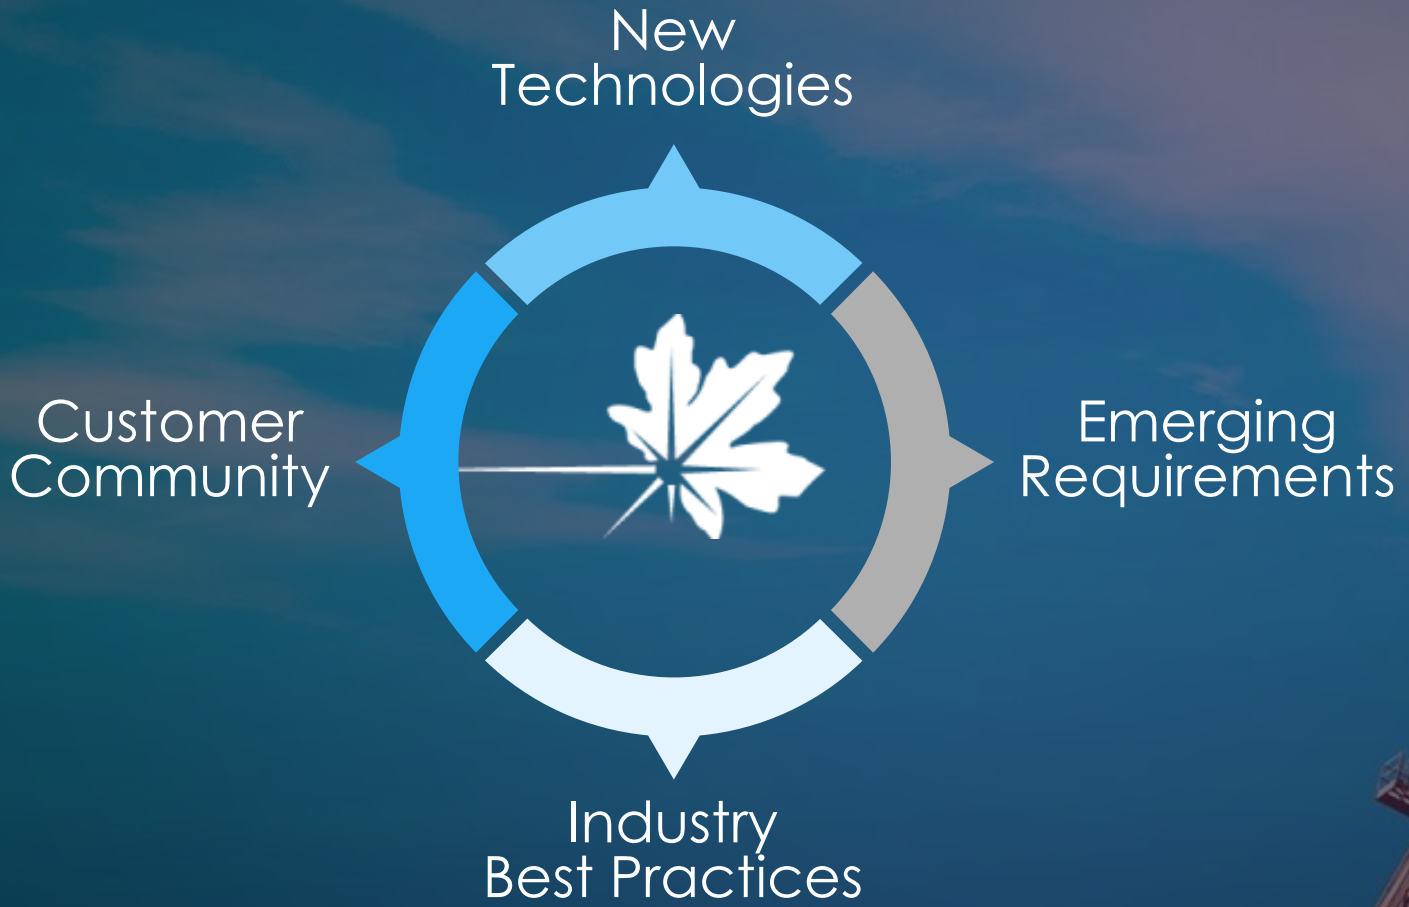 New
Technologies
Customer
Community
Emerging
Requirements
Industry
Best Practices